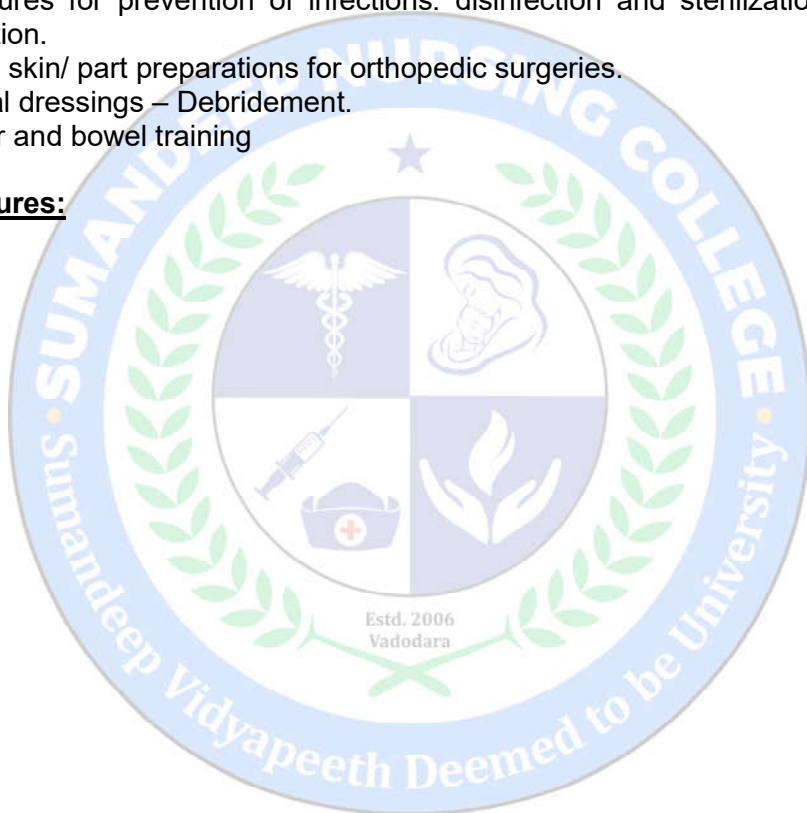 ures for prevention of infections: disinfection and sterilizatio
tion.
skin/ part preparations for orthopedic surgeries.
al dressings – Debridement.
r and bowel training
ures:
SUMANDEEP NURSING COLLEGE
Estd. 2006
Vadodara
Sumandeep Vidyapeeth Deemed to be University